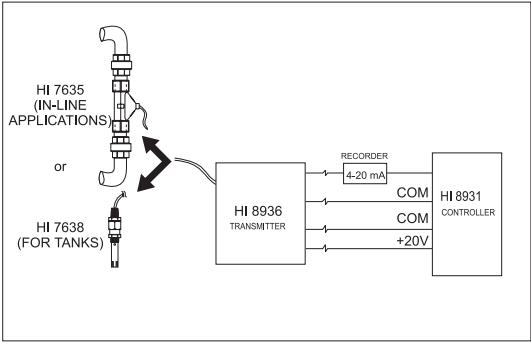 HI 7635
(IN-LINE
APPLICATIONS)
or
HI 7638
(FOR TANKS)
HI 8936
TRANSMITTER
RECORDER
4-20 mA
COM
COM
+20V
HI 8931
CONTROLLER